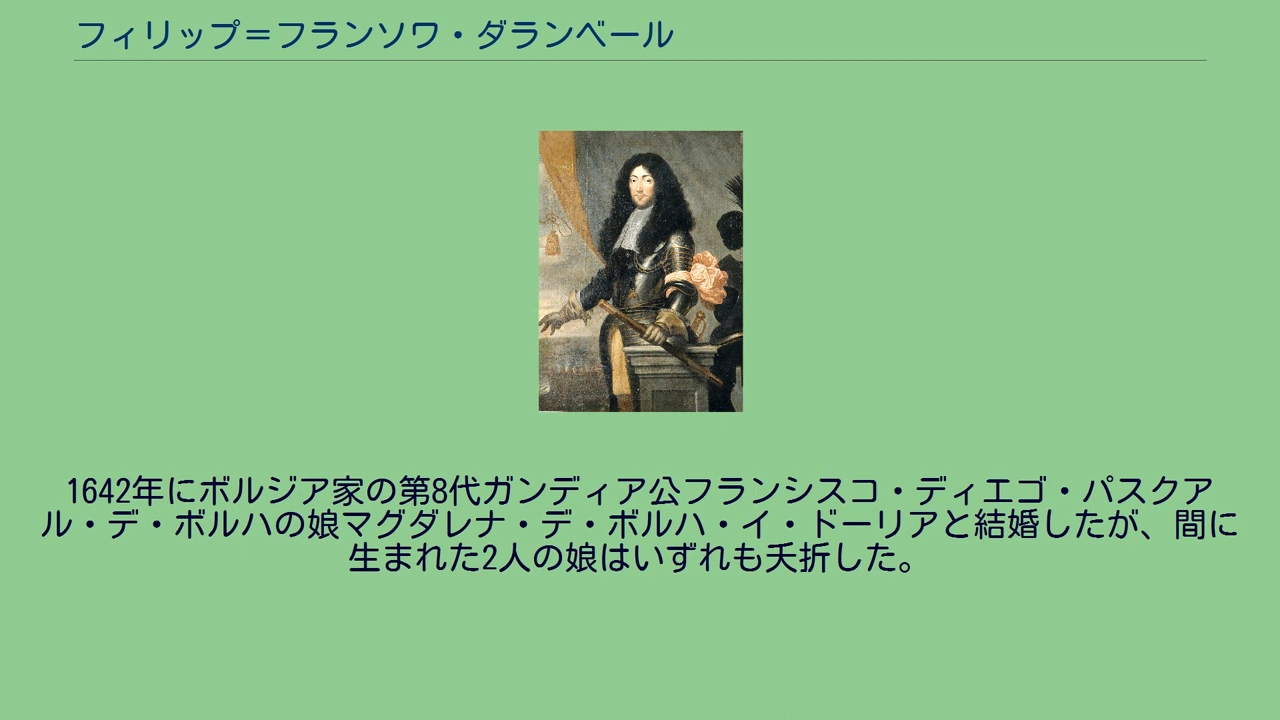 フィリップ＝フランソワ・ダランベール
1642年にボルジア家の第8代ガンディア公フランシスコ・ディエゴ・パスクア
ル・デ・ボルハの娘マグダレナ・デ・ボルハ・イ・ドーリアと結婚したが、間に
生まれた2人の娘はいずれも夭折した。